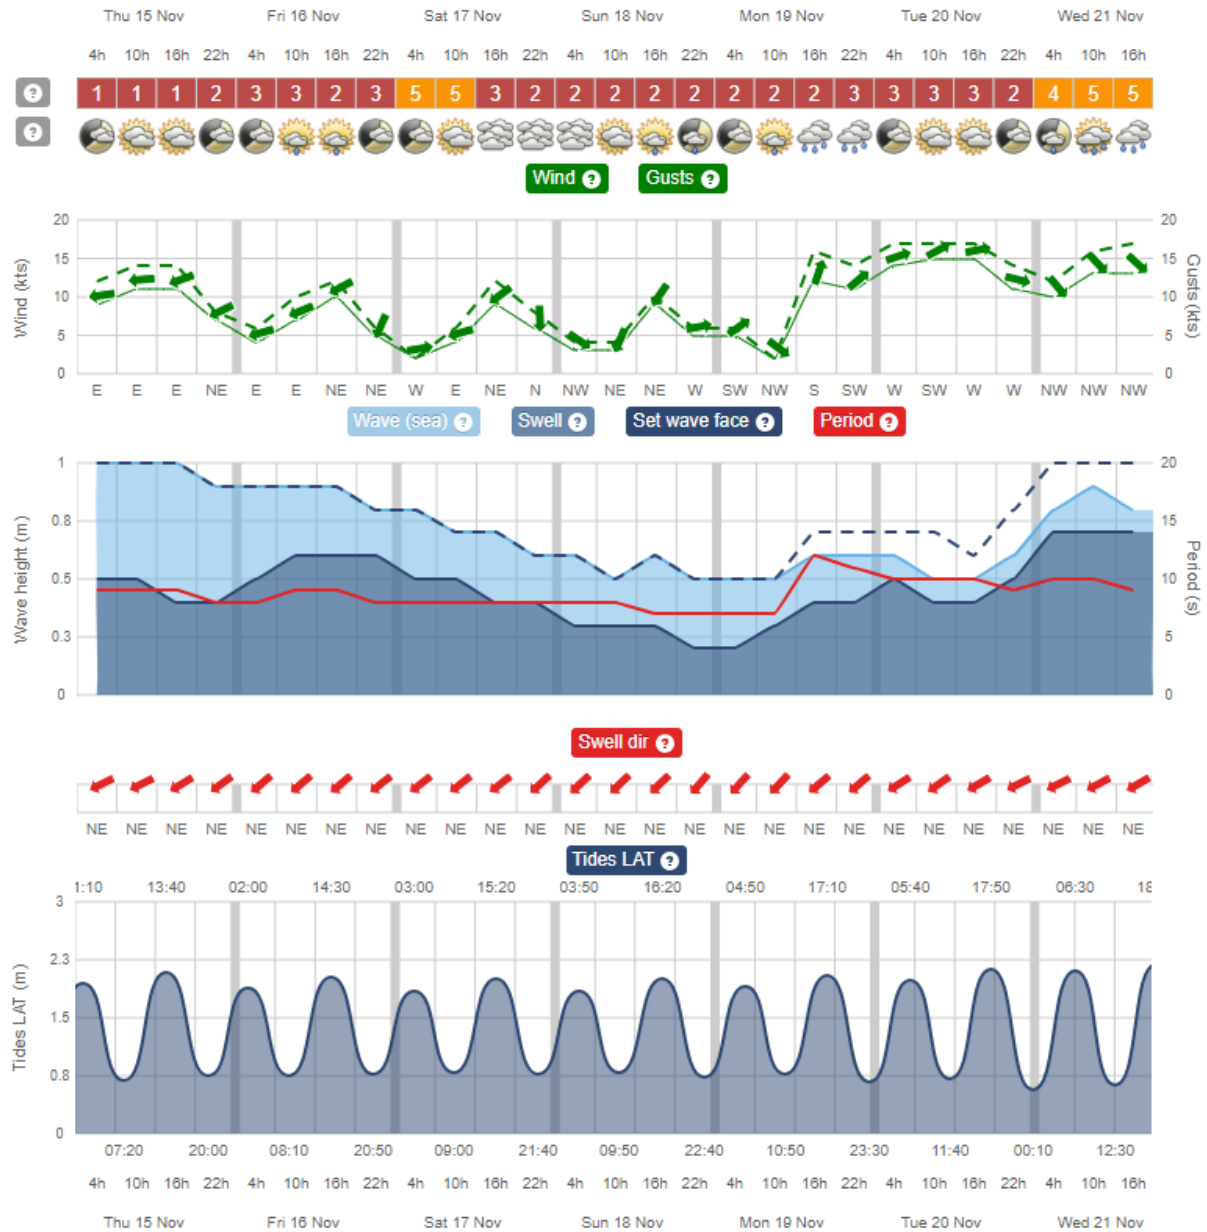 Thu 15 Nov Fri 16 Nov Sat 17 Nov Sun 18 Nov Mon 19 Nov Tue 20 Nov Wed 21 Nov
4h 10h 16h 22h 4h 10h 16h 22h 4h 10h 16h 22h 4h 10h 16h 22h 4h 10h 16h 22h 4h 10h 16h 22h 4h 10h 16h
? 1 1 1 2 3 3 2 3 5 5 3 2 2 2 2 2 2 2 2 3 3 3 3 2 4 5 5
?
Wind ? Gusts ?
20 20
15 15
10 10
5 5
0 0
Wind (kts)
Gusts (kts)
E E E NE E E NE NE W E NE N NW NE NE W SW NW S SW W SW W W NW NW NW
Wave (sea) ? Swell ? Set wave face ? Period ?
1 20
0.8 15
0.5 10
0.3 5
0 0
Wave height (m)
Period (s)
Swell dir ?
NE NE NE NE NE NE NE NE NE NE NE NE NE NE NE NE NE NE NE NE NE NE NE NE NE NE NE
Tides LAT ?
1:10 13:40 02:00 14:30 03:00 15:20 03:50 16:20 04:50 17:10 05:40 17:50 06:30 18
3
2.3
1.5
0.8
0
Tides LAT (m)
07:20 20:00 08:10 20:50 09:00 21:40 09:50 22:40 10:50 23:30 11:40 00:10 12:30
4h 10h 16h 22h 4h 10h 16h 22h 4h 10h 16h 22h 4h 10h 16h 22h 4h 10h 16h 22h 4h 10h 16h 22h 4h 10h 16h
Thu 15 Nov Fri 16 Nov Sat 17 Nov Sun 18 Nov Mon 19 Nov Tue 20 Nov Wed 21 Nov